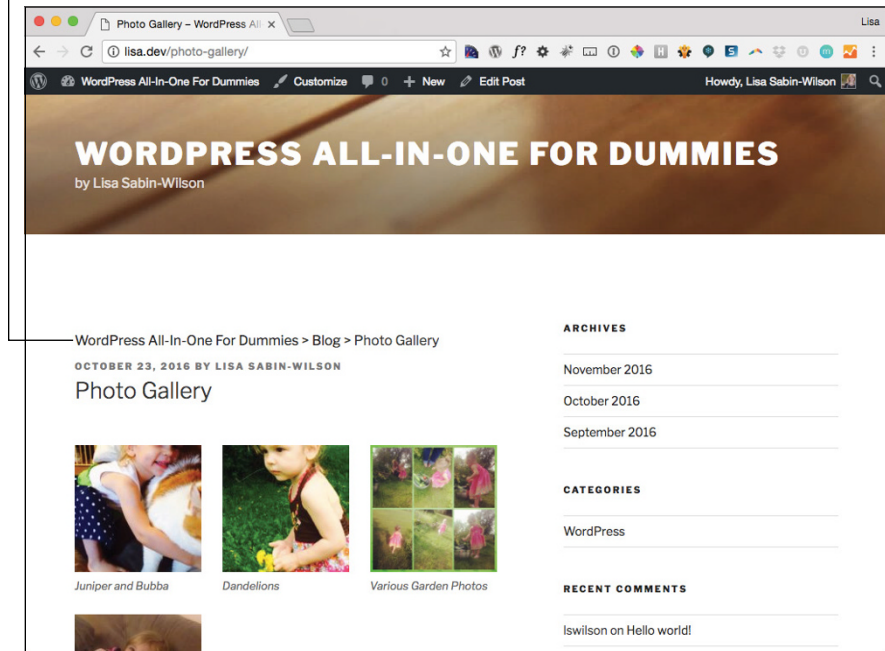 Photo Gallery – WordPress All
Lisa
lisa.dev/photo-gallery/
f?
WordPress All-In-One For Dummies Customize 0 + New Edit Post Howdy, Lisa Sabin-Wilson
WORDPRESS ALL-IN-ONE FOR DUMMIES
by Lisa Sabin-Wilson
WordPress All-In-One For Dummies > Blog > Photo Gallery
OCTOBER 23, 2016 BY LISA SABIN-WILSON
Photo Gallery
Juniper and Bubba
Dandelions
Various Garden Photos
ARCHIVES
November 2016
October 2016
September 2016
CATEGORIES
WordPress
RECENT COMMENTS
lswilson on Hello world!